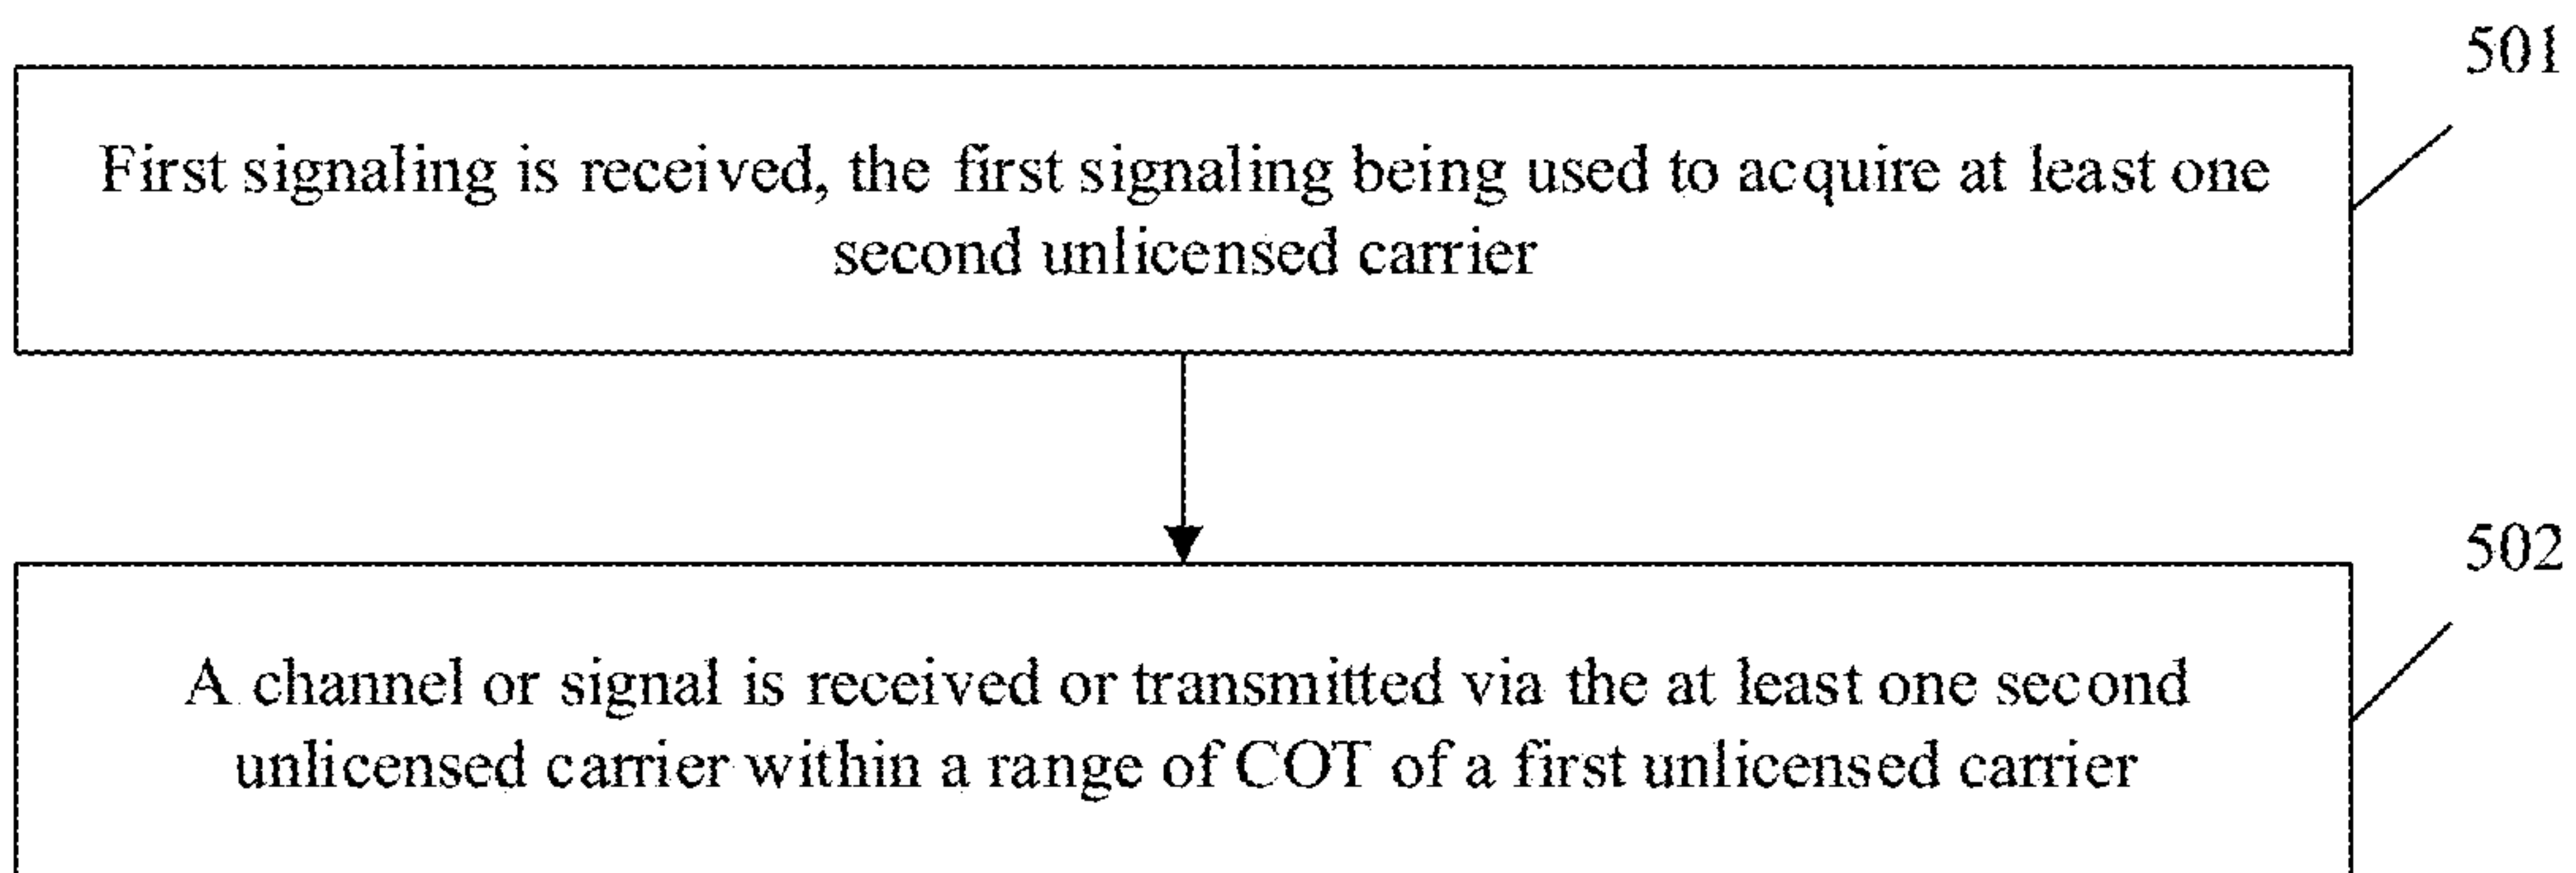 501
First signaling is received, the first signaling being used to acquire at least one
second unlicensed carrier
502
A channel or signal is received or transmitted via the at least one second
unlicensed carrier within a range of COT of a first unlicensed carrier